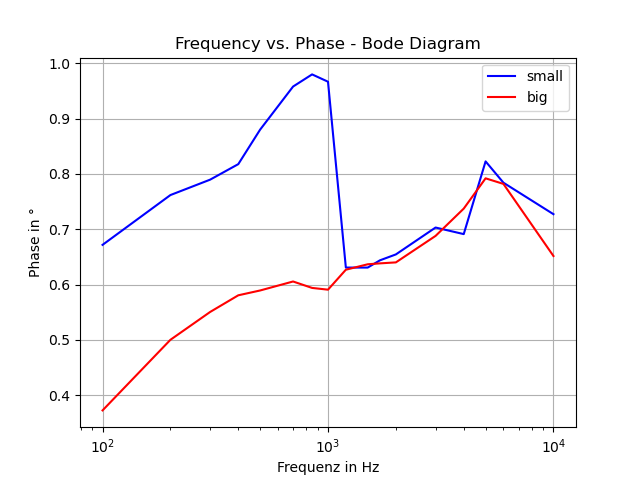 Frequency vs. Phase - Bode Diagram
small
big
1.0
0.9
0.8
0.7
0.6
0.5
0.4
Phase in °
10²
10³
10⁴
Frequenz in Hz